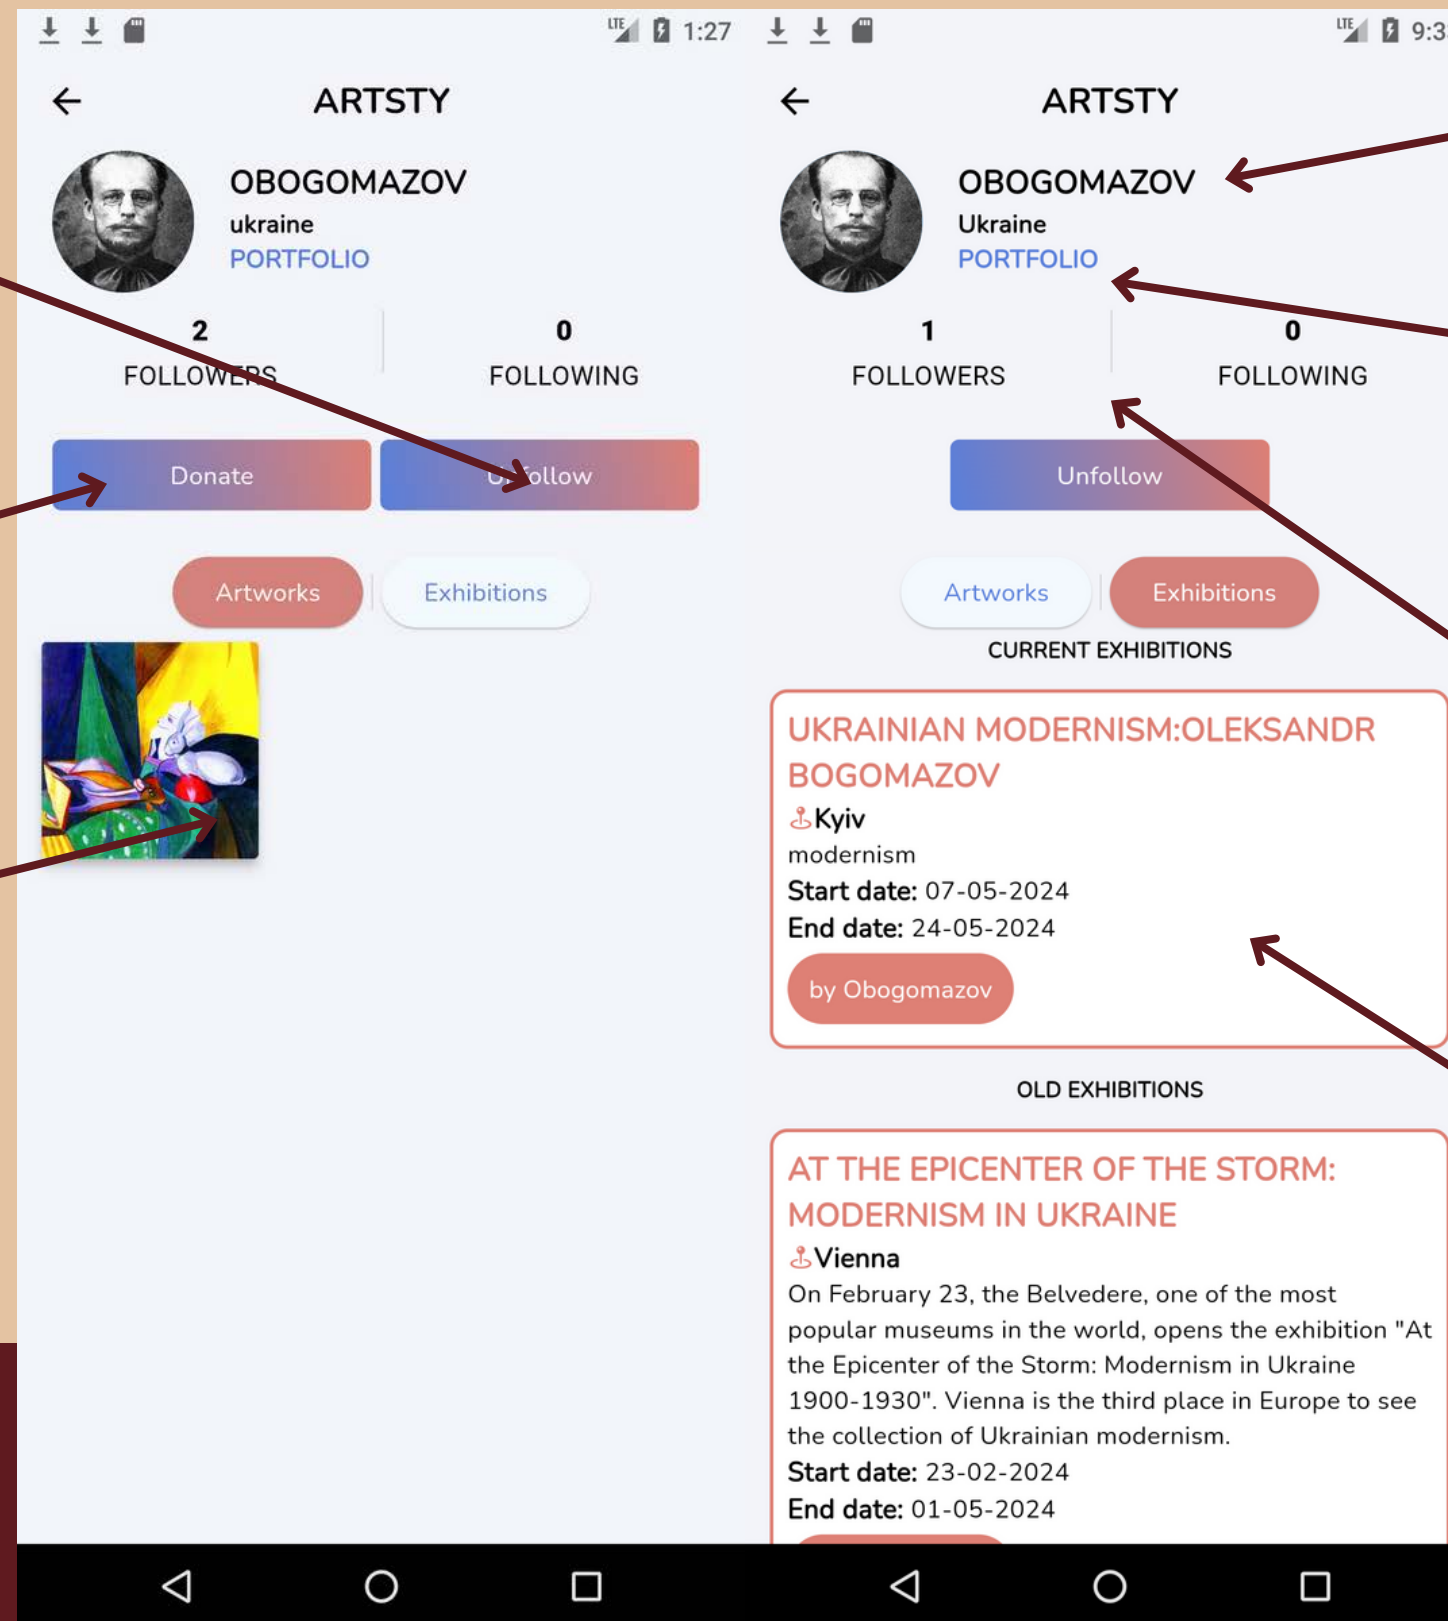 LTE 1:27
ARTSTY
OBOGOMAZOV
ukraine
PORTFOLIO
2
0
FOLLOWERS
FOLLOWING
Donate
Unfollow
Artworks
Exhibitions
LTE
ARTSTY
OBOGOMAZOV
Ukraine
PORTFOLIO
1
0
FOLLOWERS
FOLLOWING
Unfollow
Artworks
Exhibitions
CURRENT EXHIBITIONS
UKRAINIAN MODERNISM:OLEKSANDR
BOGOMAZOV
Kyiv
modernism
Start date: 07-05-2024
End date: 24-05-2024
by Obogomazov
OLD EXHIBITIONS
AT THE EPICENTER OF THE STORM:
MODERNISM IN UKRAINE
Vienna
On February 23, the Belvedere, one of the most
popular museums in the world, opens the exhibition "At
the Epicenter of the Storm: Modernism in Ukraine
1900-1930". Vienna is the third place in Europe to see
the collection of Ukrainian modernism.
Start date: 23-02-2024
End date: 01-05-2024